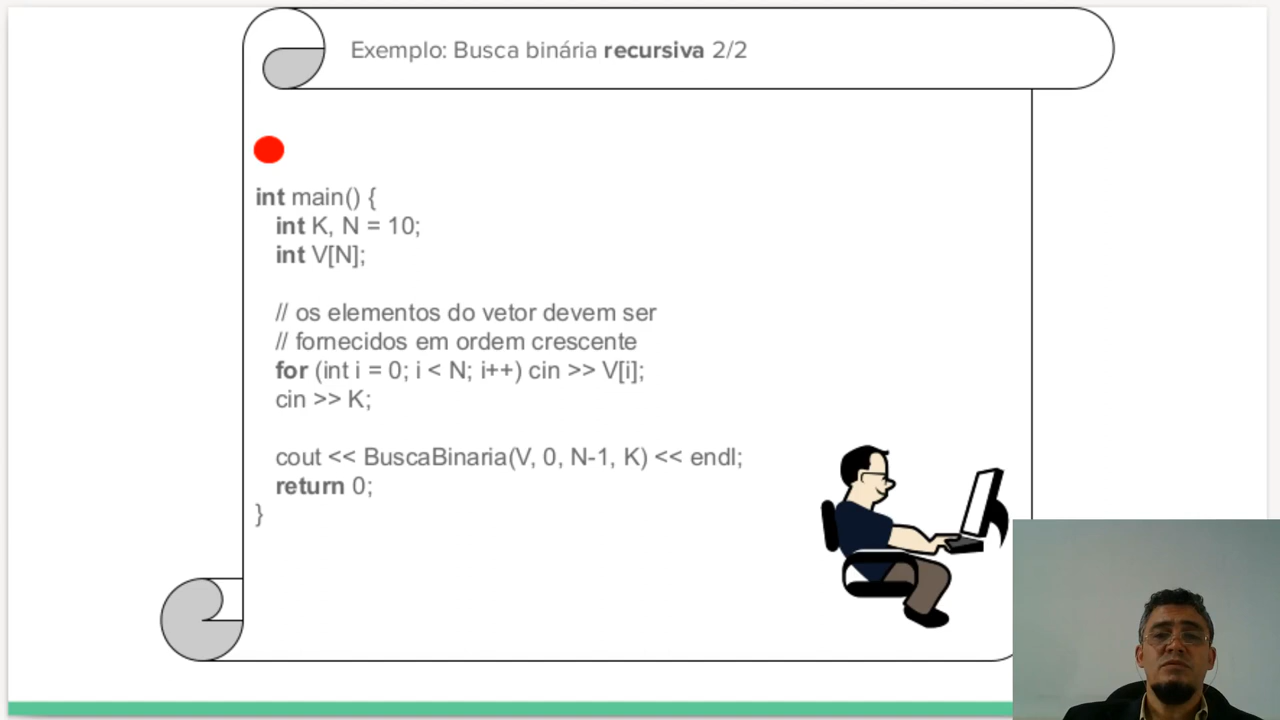 Exemplo: Busca binária recursiva 2/2
int main() {
int K, N = 10;
int V[N];
// os elementos do vetor devem ser
// fornecidos em ordem crescente
for (int i = 0; i < N; i++) cin >> V[i];
cin >> K;
cout << BuscaBinaria(V, 0, N-1, K) << endl;
return 0;
}